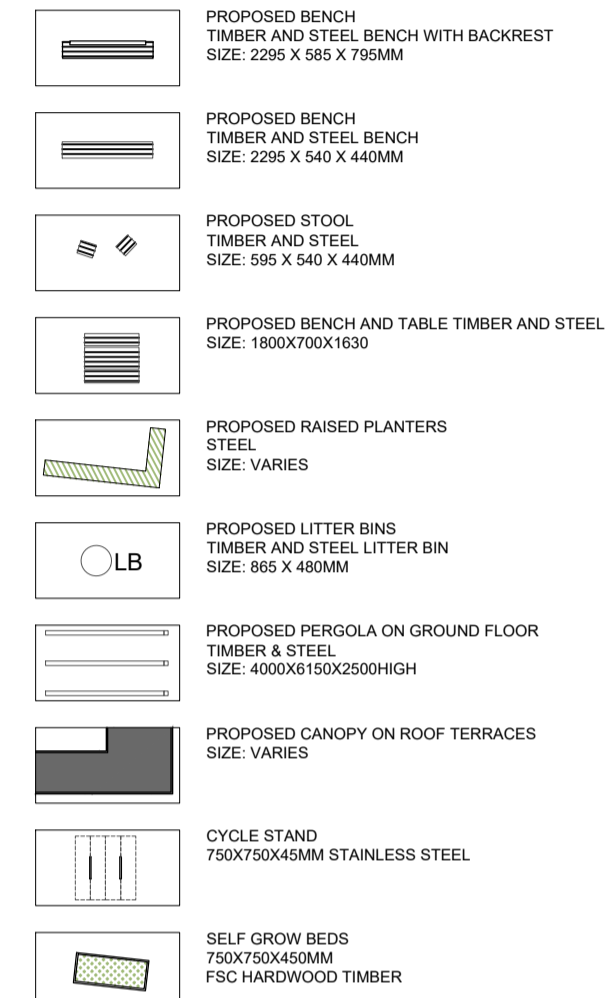 PROPOSED BENCH
TIMBER AND STEEL BENCH WITH BACKREST
SIZE: 2295 X 585 X 795MM
PROPOSED BENCH
TIMBER AND STEEL BENCH
SIZE: 2295 X 540 X 440MM
PROPOSED STOOL
TIMBER AND STEEL
SIZE: 595 X 540 X 440MM
PROPOSED BENCH AND TABLE TIMBER AND STEEL
SIZE: 1800X700X1630
PROPOSED RAISED PLANTERS
STEEL
SIZE: VARIES
LB
PROPOSED LITTER BINS
TIMBER AND STEEL LITTER BIN
SIZE: 865 X 480MM
PROPOSED PERGOLA ON GROUND FLOOR
TIMBER & STEEL
SIZE: 4000X6150X2500HIGH
PROPOSED CANOPY ON ROOF TERRACES
SIZE: VARIES
CYCLE STAND
750X750X45MM STAINLESS STEEL
SELF GROW BEDS
750X750X450MM
FSC HARDWOOD TIMBER